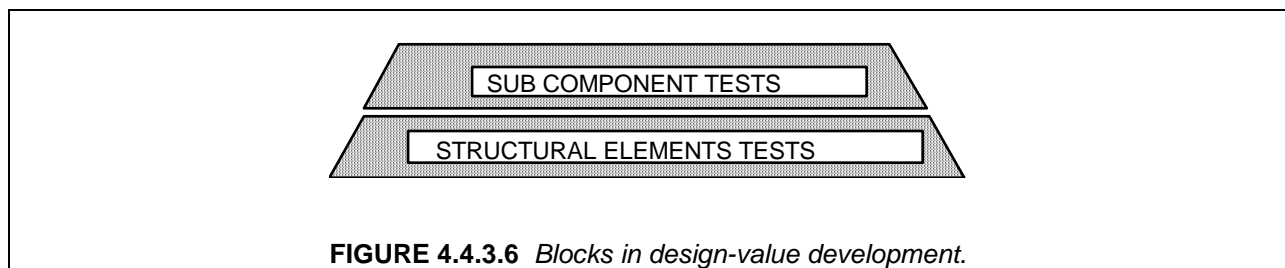 SUB COMPONENT TESTS
STRUCTURAL ELEMENTS TESTS
FIGURE 4.4.3.6 Blocks in design-value development.